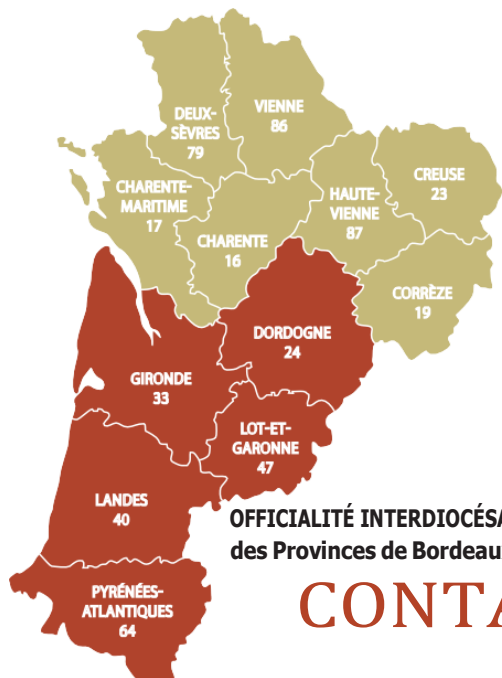 DEUX-
SÈVRES
79
VIENNE
86
CHARENTE-
MARITIME
17
CHARENTE
16
HAUTE-
VIENNE
87
CREUSE
23
CORRÈZE
19
DORDOGNE
24
GIRONDE
33
LOT-ET-
GARONNE
47
LANDES
40
PYRÉNÉES-
ATLANTIQUES
64
OFFICIALITÉ INTERDIOCÉSA
des Provinces de Bordeau
CONTA